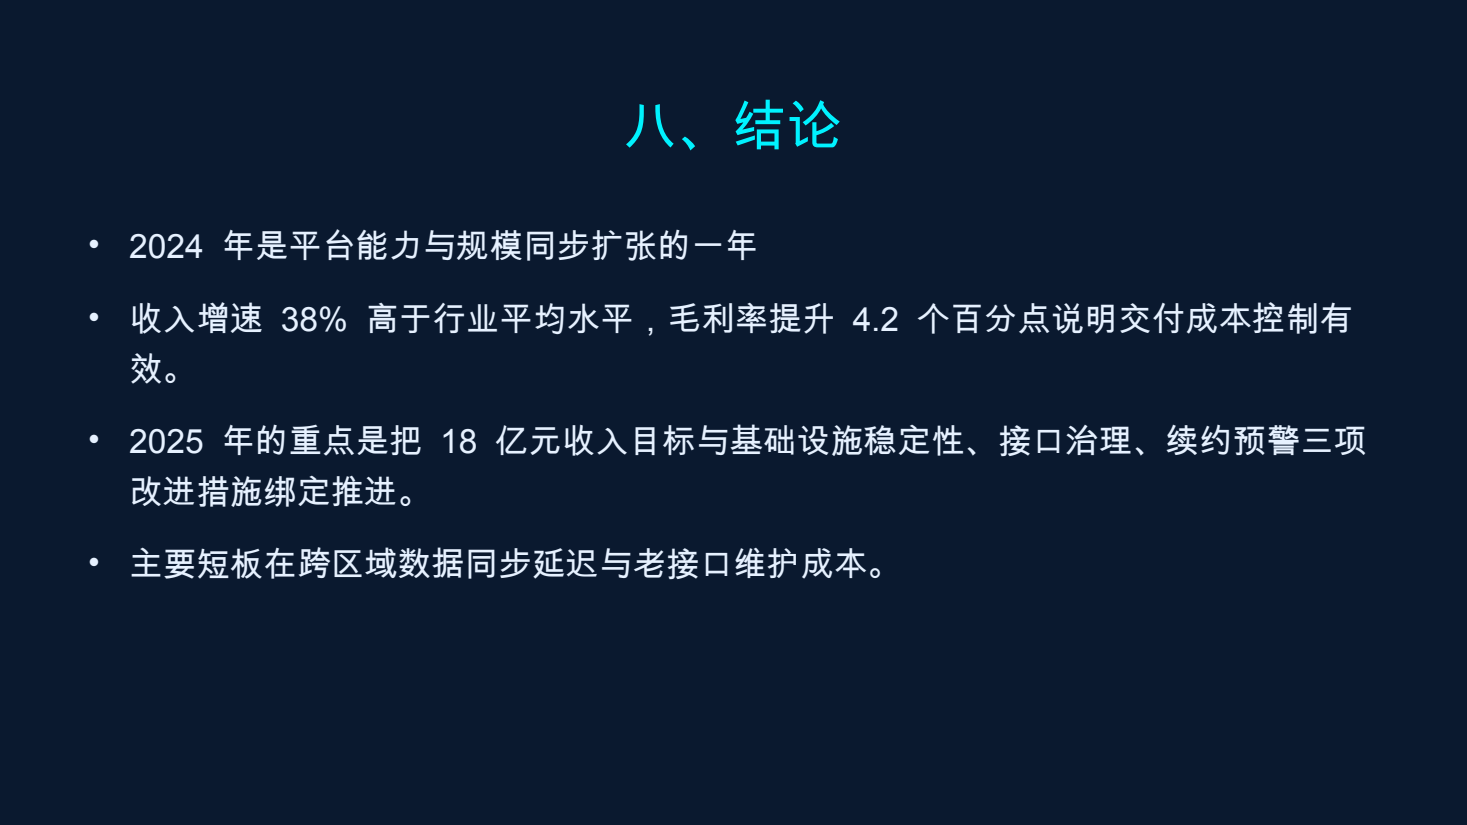 八、结论
• 2024 年是平台能力与规模同步扩张的一年
• 收入增速 38% 高于行业平均水平，毛利率提升 4.2 个百分点说明交付成本控制有
效。
• 2025 年的重点是把 18 亿元收入目标与基础设施稳定性、接口治理、续约预警三项
改进措施绑定推进。
• 主要短板在跨区域数据同步延迟与老接口维护成本。